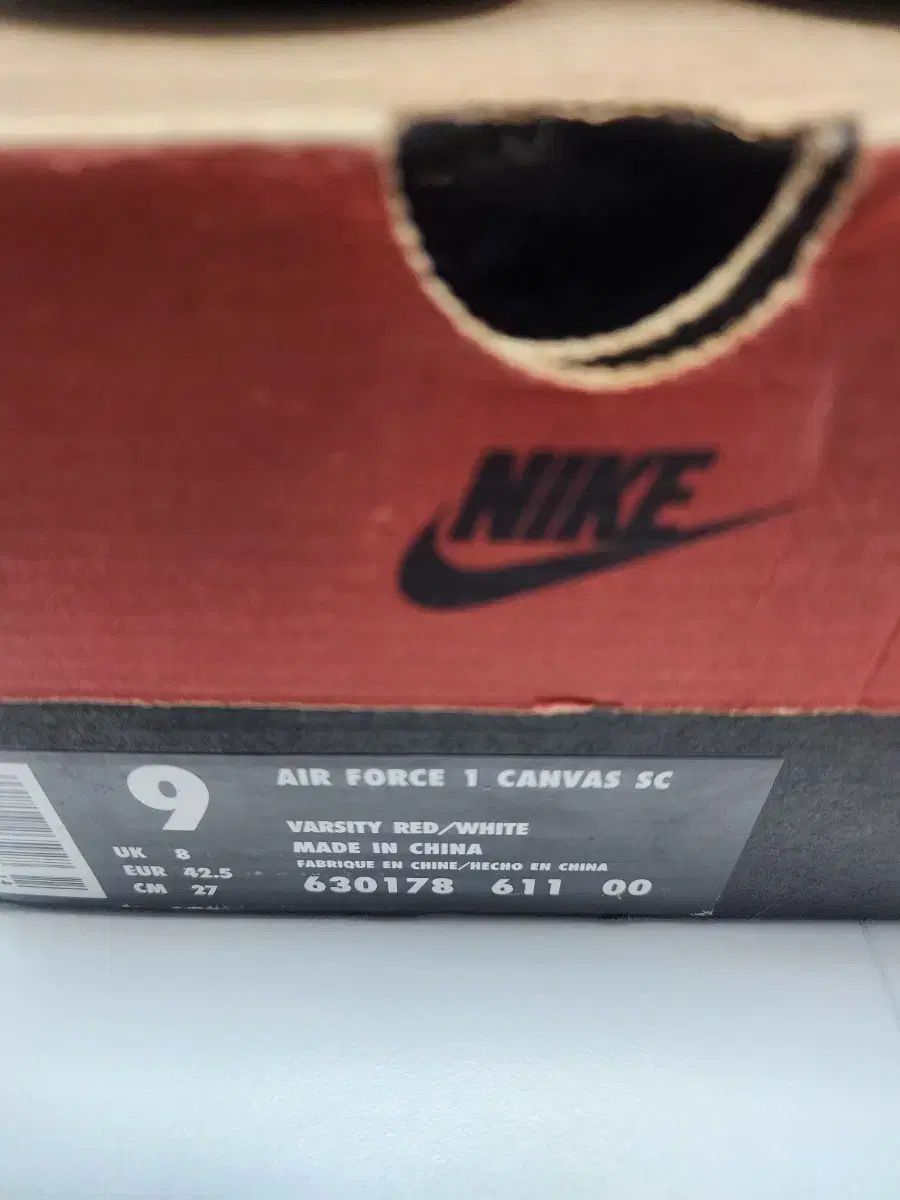 NIKE
9
UK 8
EUR 42.5
CM 27
AIR FORCE 1 CANVAS SC
VARSITY RED/WHITE
MADE IN CHINA
FABRIQUE EN CHINE/HECHO EN CHINA
630178 611 00